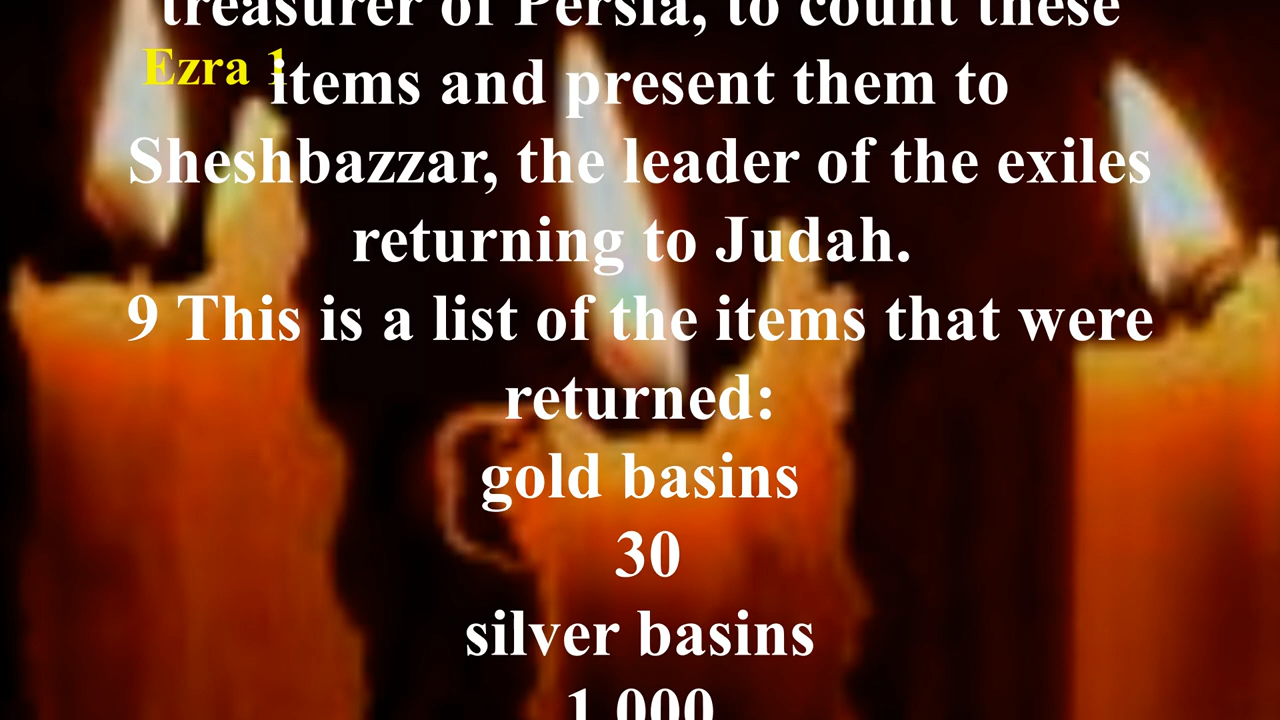 treasurer of Persia, to count these
Ezra 1
items and present them to
Sheshbazzar, the leader of the exiles
returning to Judah.
9 This is a list of the items that were
returned:
gold basins
30
silver basins
1,000